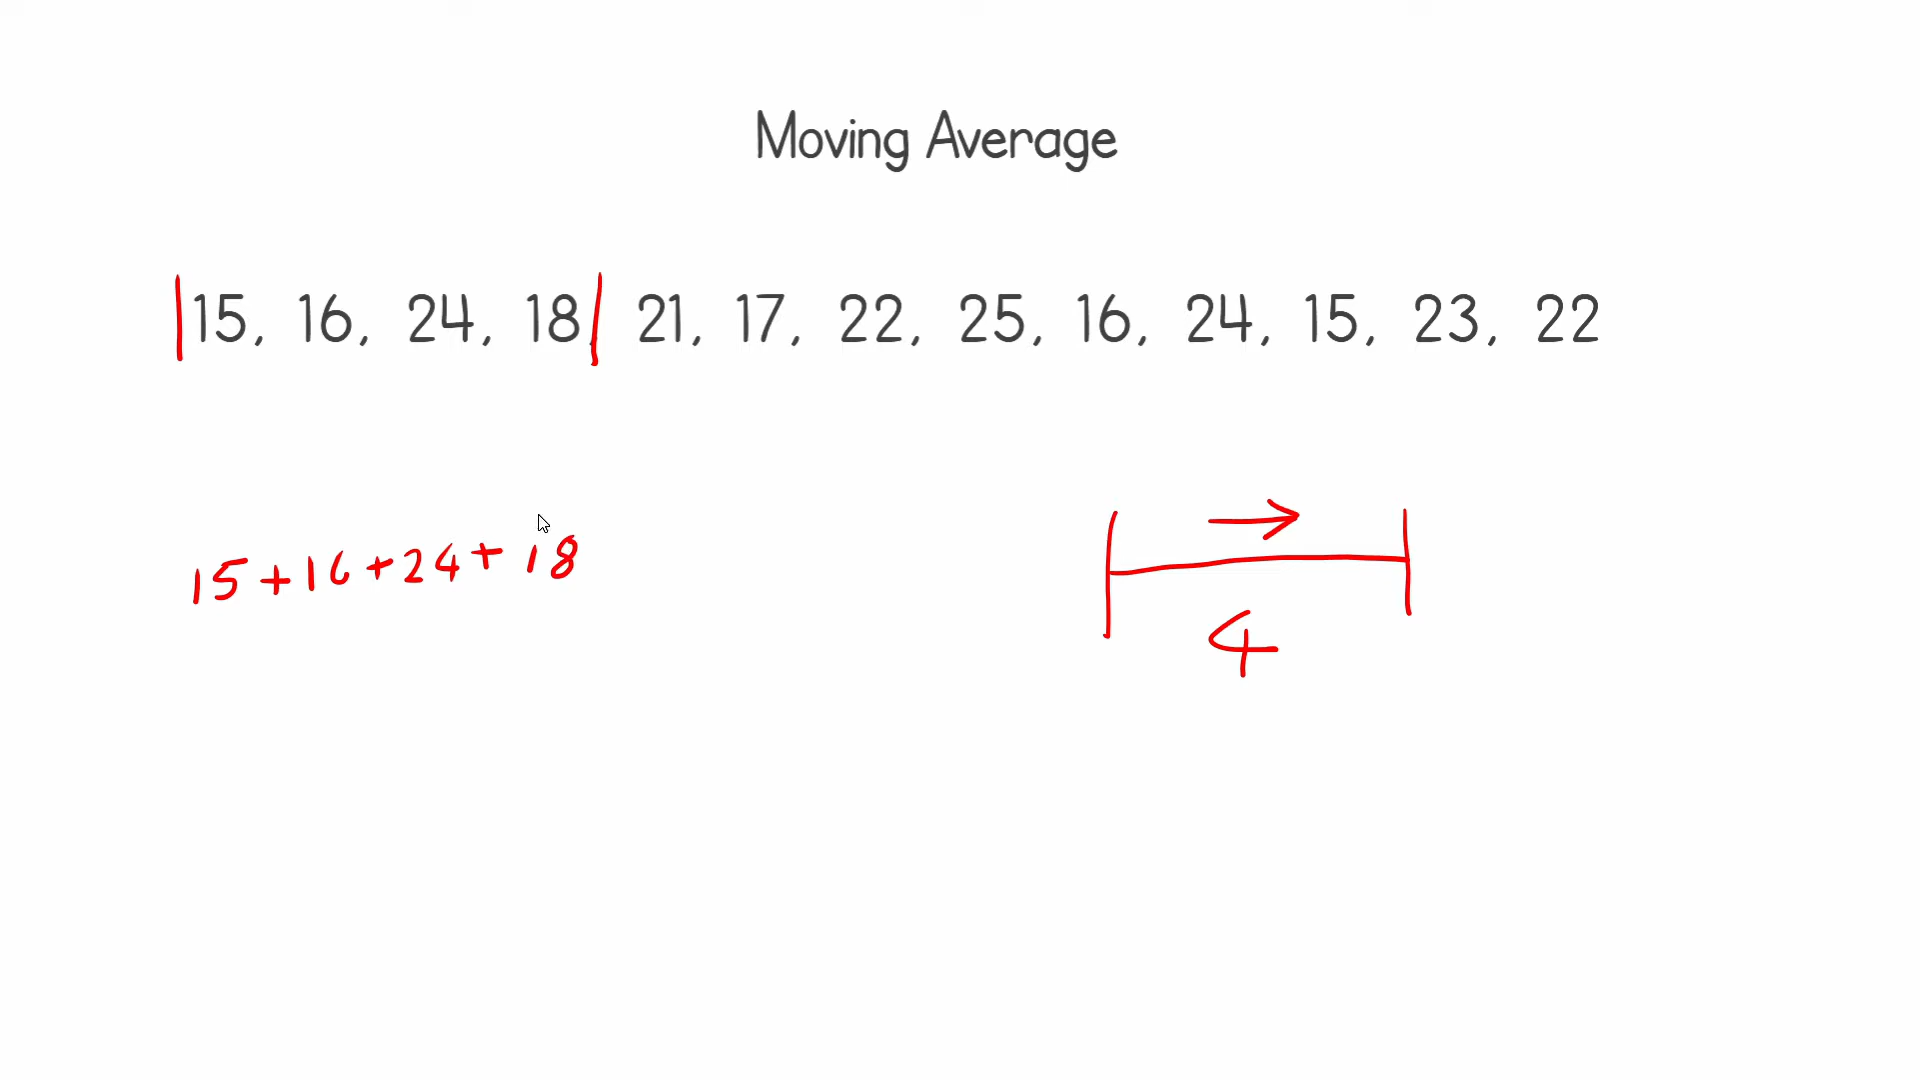 Moving Average
15, 16, 24, 18, 21, 17, 22, 25, 16, 24, 15, 23, 22
15+16+24+18
4